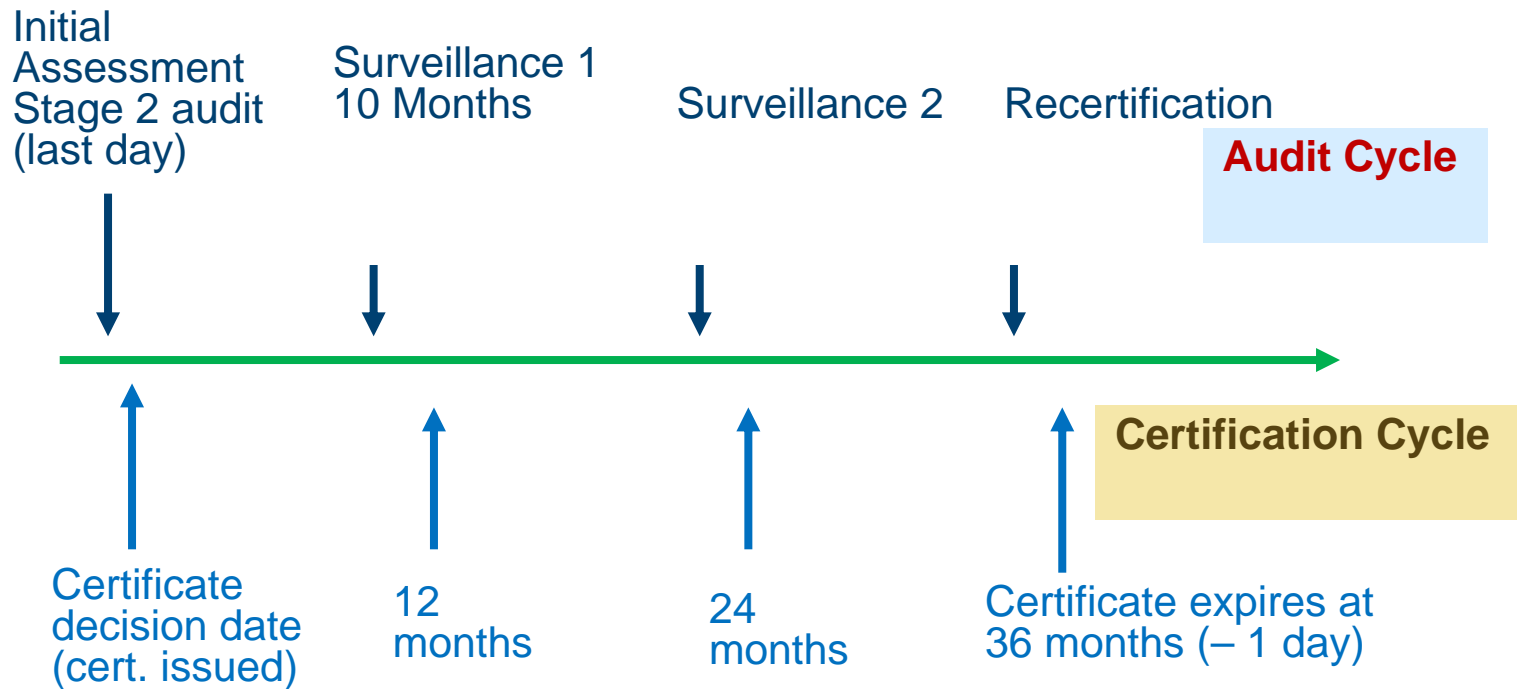 Initial
Assessment
Stage 2 audit
(last day)
Surveillance 1
10 Months
Surveillance 2
Recertification
Audit Cycle
Certification Cycle
Certificate
decision date
(cert. issued)
12
months
24
months
Certificate expires at
36 months (– 1 day)